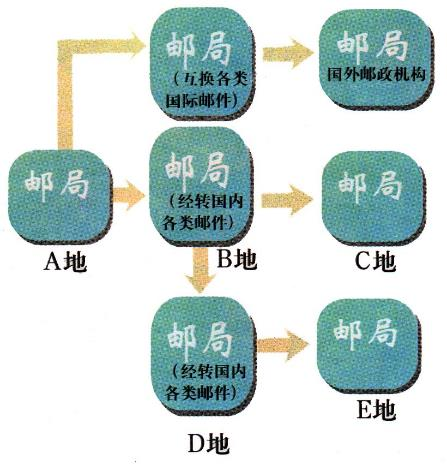 邮局
(互换各类
国际邮件)
邮局
国外邮政机构
邮局
A地
邮局
(经转国内
各类邮件)
B地
邮局
C地
邮局
(经转国内
各类邮件)
D地
邮局
E地